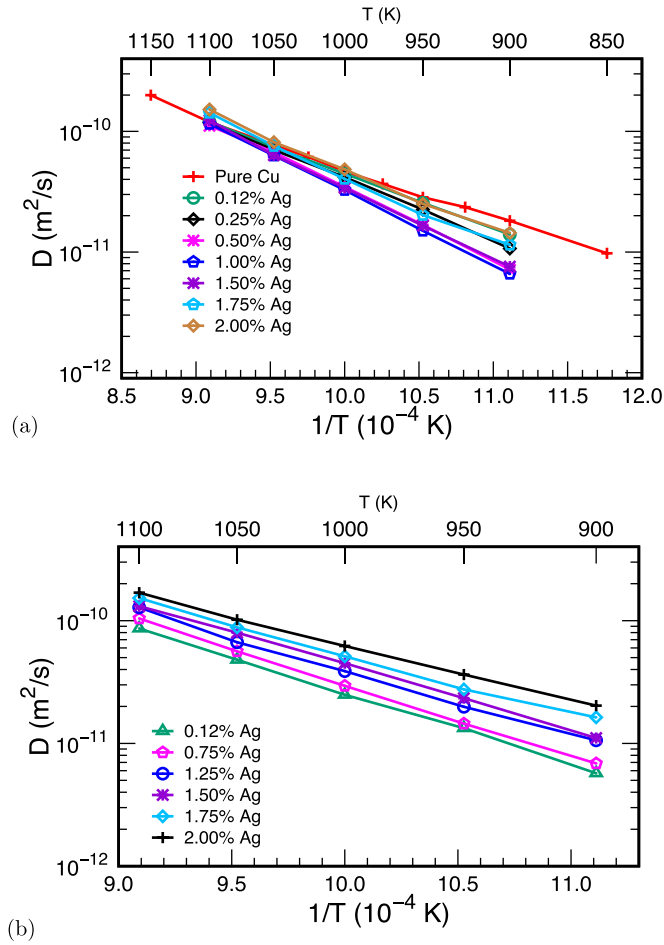 T (K)
1150 1100 1050 1000 950 900 850
10⁻¹⁰
10⁻¹¹
10⁻¹²
D (m²/s)
Pure Cu
0.12% Ag
0.25% Ag
0.50% Ag
1.00% Ag
1.50% Ag
1.75% Ag
2.00% Ag
8.5 9.0 9.5 10.0 10.5 11.0 11.5 12.0
1/T (10⁻⁴ K)
(a)
T (K)
1100 1050 1000 950 900
10⁻¹⁰
10⁻¹¹
10⁻¹²
D (m²/s)
0.12% Ag
0.75% Ag
1.25% Ag
1.50% Ag
1.75% Ag
2.00% Ag
9.0 9.5 10.0 10.5 11.0
1/T (10⁻⁴ K)
(b)